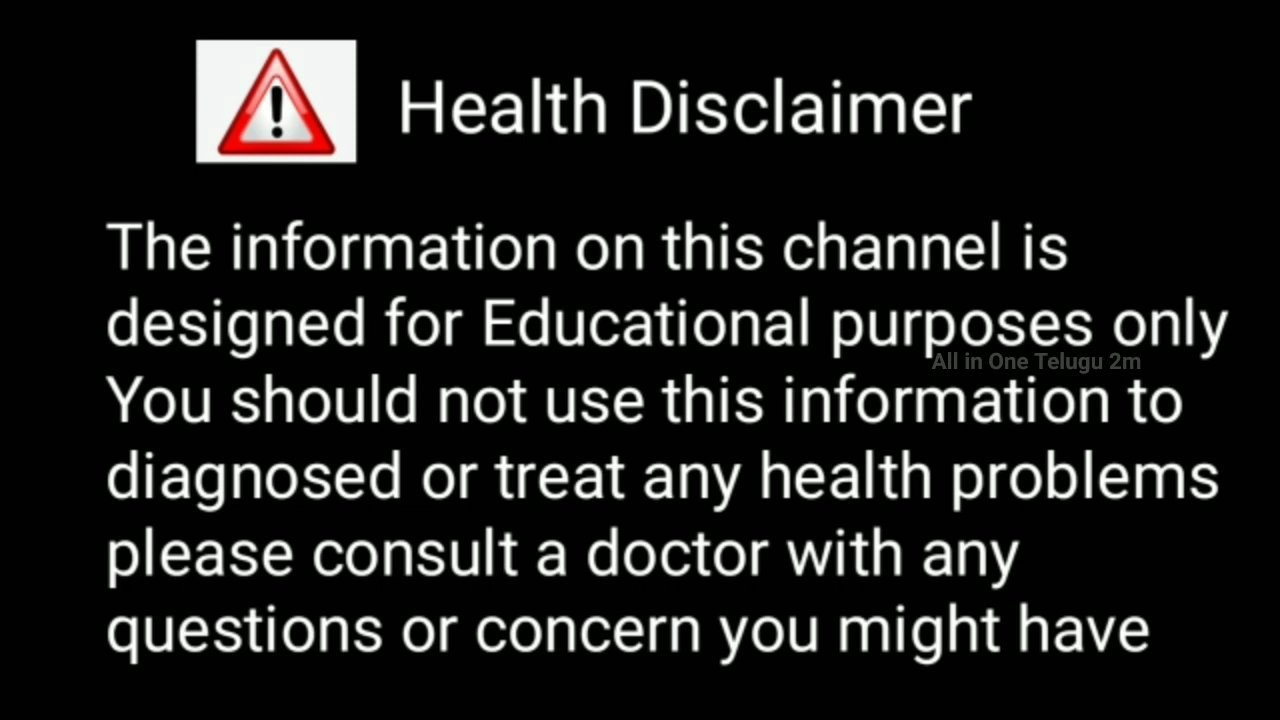 Health Disclaimer
The information on this channel is
designed for Educational purposes only
All in One Telugu 2m
You should not use this information to
diagnosed or treat any health problems
please consult a doctor with any
questions or concern you might have